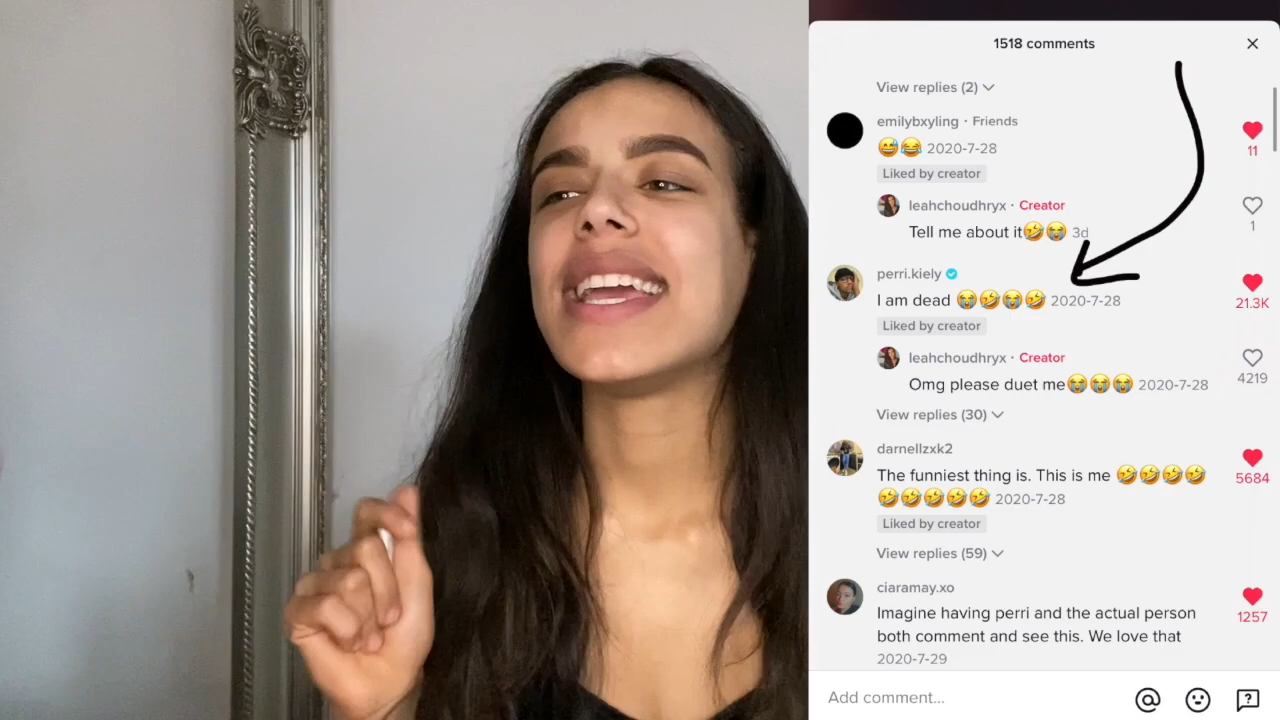 1518 comments
View replies (2)
emilybxyling · Friends
😅😂 2020-7-28
11
Liked by creator
leahchoudhryx · Creator
Tell me about it🤣😭 3d
1
perri.kiely
I am dead 😭🤣😭🤣 2020-7-28
21.3K
Liked by creator
leahchoudhryx · Creator
Omg please duet me😭😭😭 2020-7-28
4219
View replies (30)
darnellzxk2
The funniest thing is. This is me 🤣🤣🤣🤣
🤣🤣🤣🤣🤣 2020-7-28
5684
Liked by creator
View replies (59)
ciaramay.xo
Imagine having perri and the actual person
both comment and see this. We love that
1257
2020-7-29
Add comment...